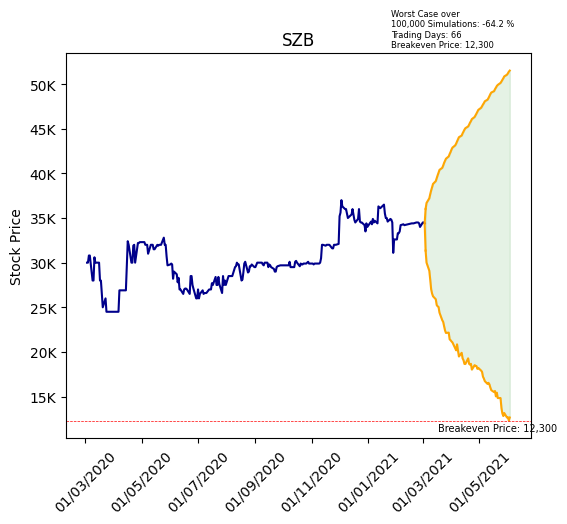 Worst Case over
100,000 Simulations: -64.2 %
Trading Days: 66
Breakeven Price: 12,300
SZB
Stock Price
50K
45K
40K
35K
30K
25K
20K
15K
Breakeven Price: 12,300
01/03/2020
01/05/2020
01/07/2020
01/09/2020
01/11/2020
01/01/2021
01/03/2021
01/05/2021